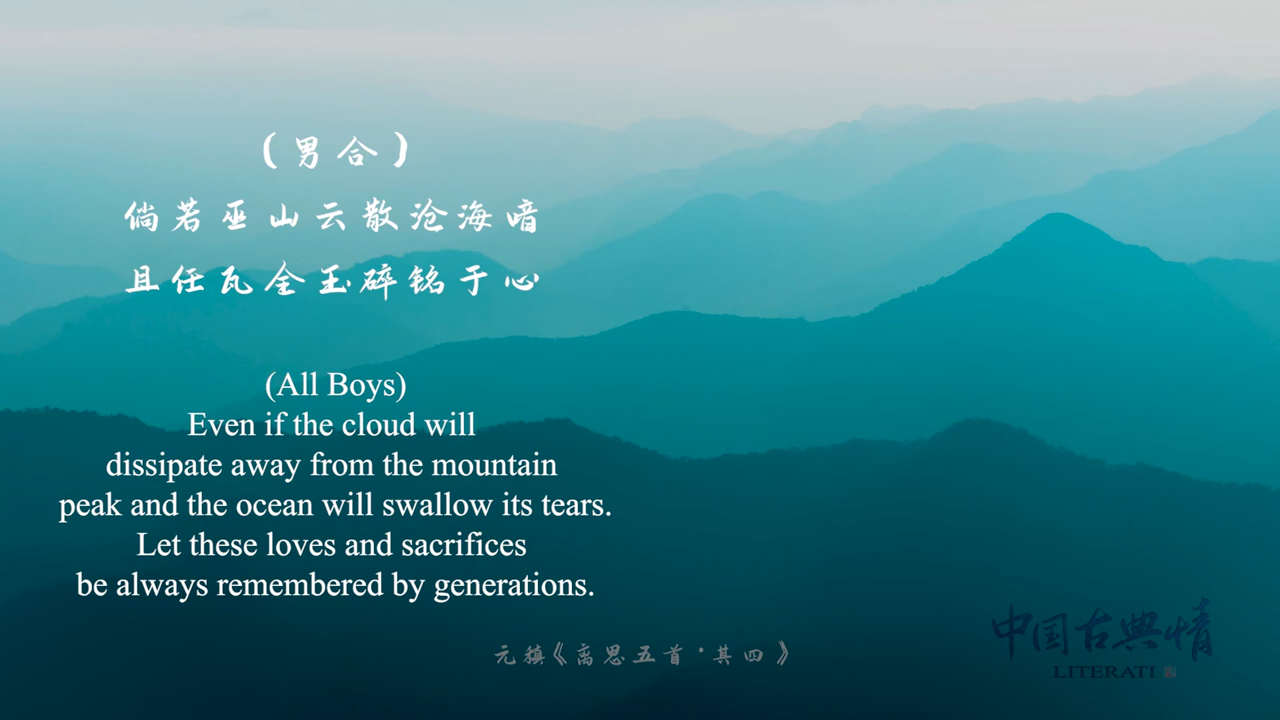 (男合)
倘若巫山云散沧海喑
且任瓦全玉碎铭于心
(All Boys)
Even if the cloud will
dissipate away from the mountain
peak and the ocean will swallow its tears.
Let these loves and sacrifices
be always remembered by generations.
元稹《离思五首·其四》
中国古典情
LITERATI